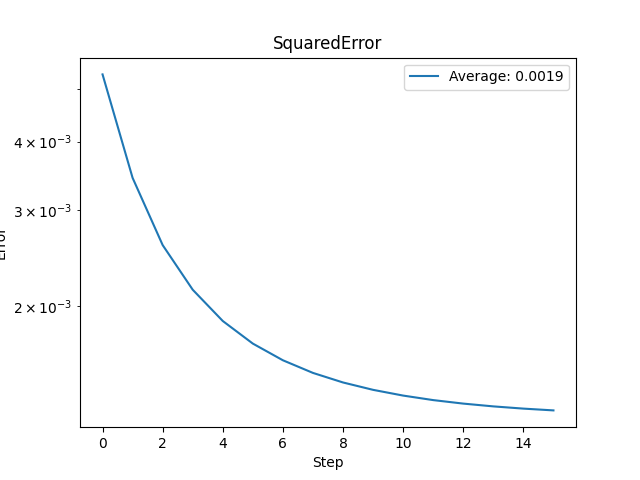 SquaredError
Average: 0.0019
4 × 10⁻³
3 × 10⁻³
2 × 10⁻³
Error
0 2 4 6 8 10 12 14
Step